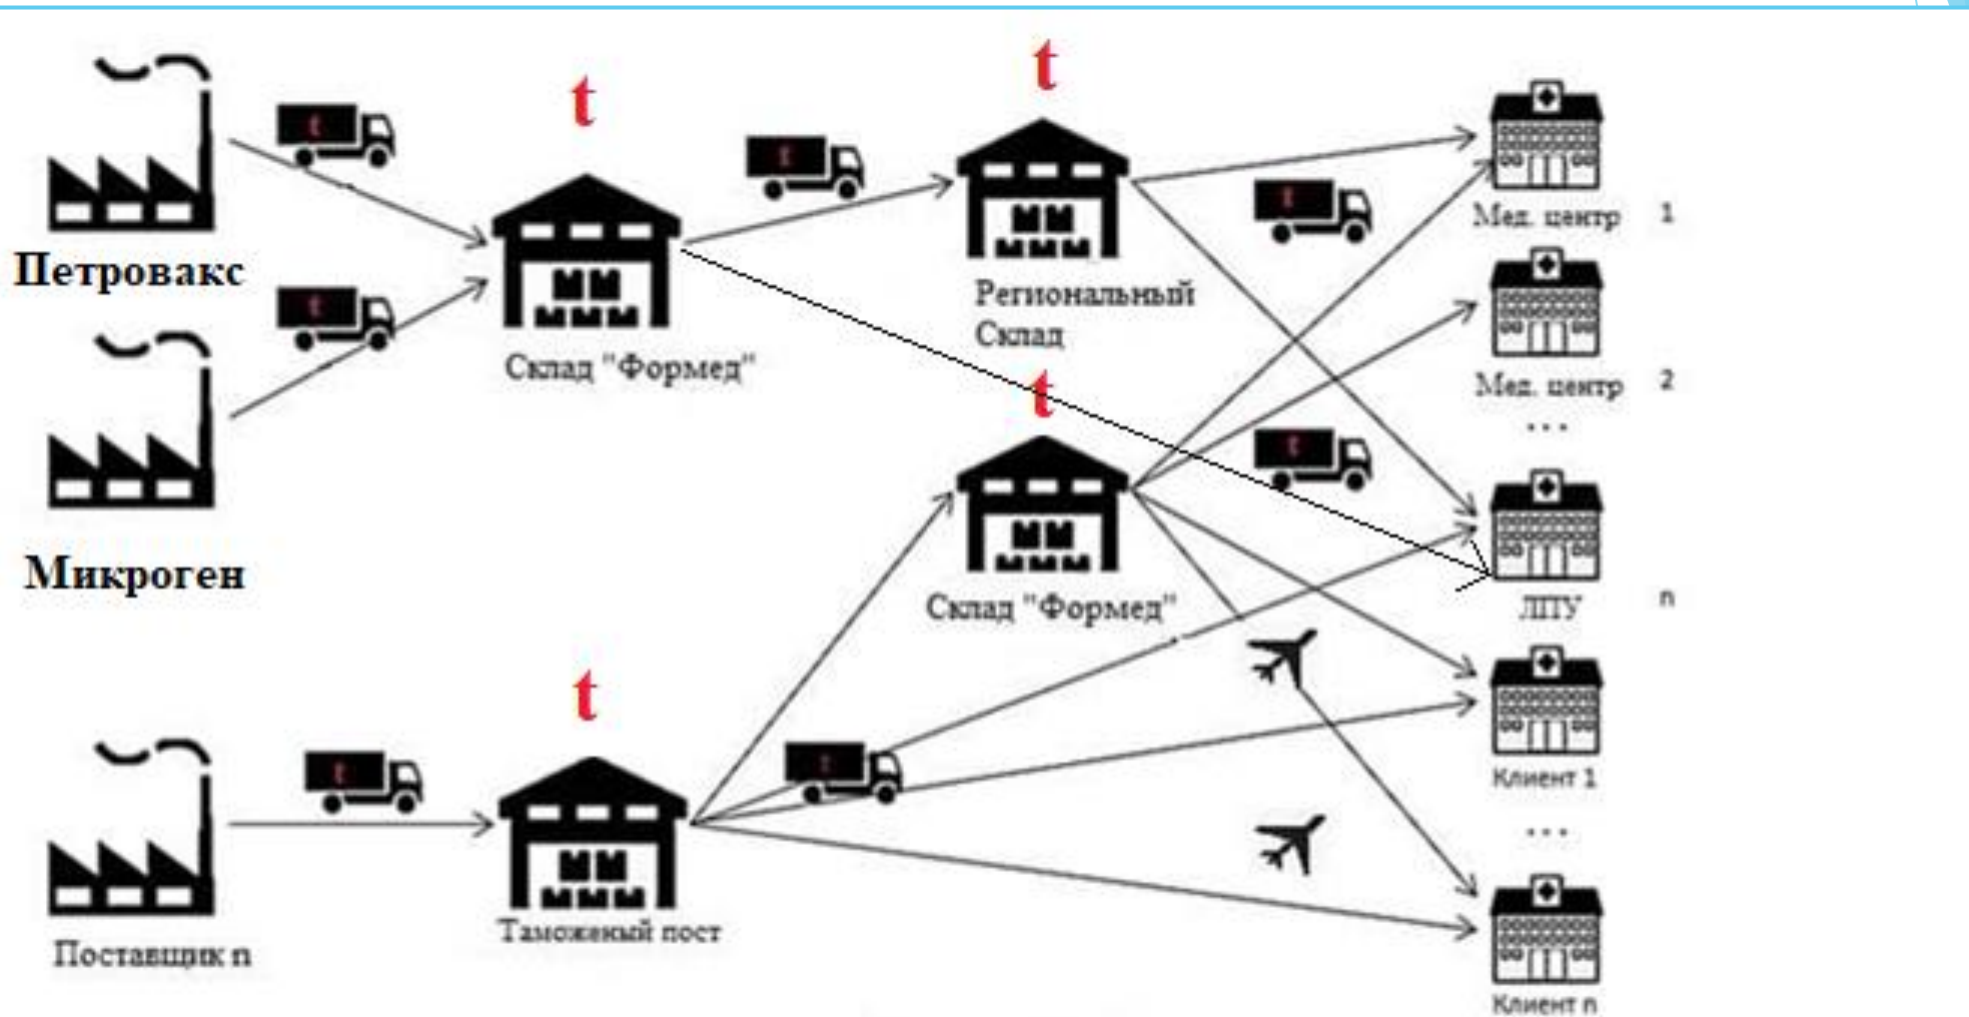 t
t
t
t
t
Петровакс
Мед. центр 1
t
Региональный
Склад
Склад "Формед"
Мед. центр 2
...
t
t
Микроген
Склад "Формед"
ЛПУ n
t
t
t
Клиент 1
...
Таможеный пост
Поставщик n
Клиент n